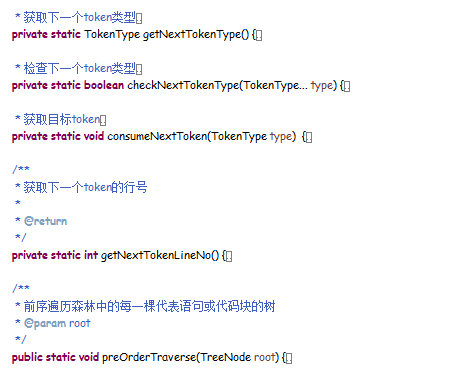 * 获取下一个token类型
private static TokenType getNextTokenType() {
* 检查下一个token类型
private static boolean checkNextTokenType(TokenType... type) {
* 获取目标token
private static void consumeNextToken(TokenType type) {
/**
* 获取下一个token的行号
*
* @return
*/
private static int getNextTokenLineNo() {
/**
* 前序遍历森林中的每一棵代表语句或代码块的树
* @param root
*/
public static void preOrderTraverse(TreeNode root) {